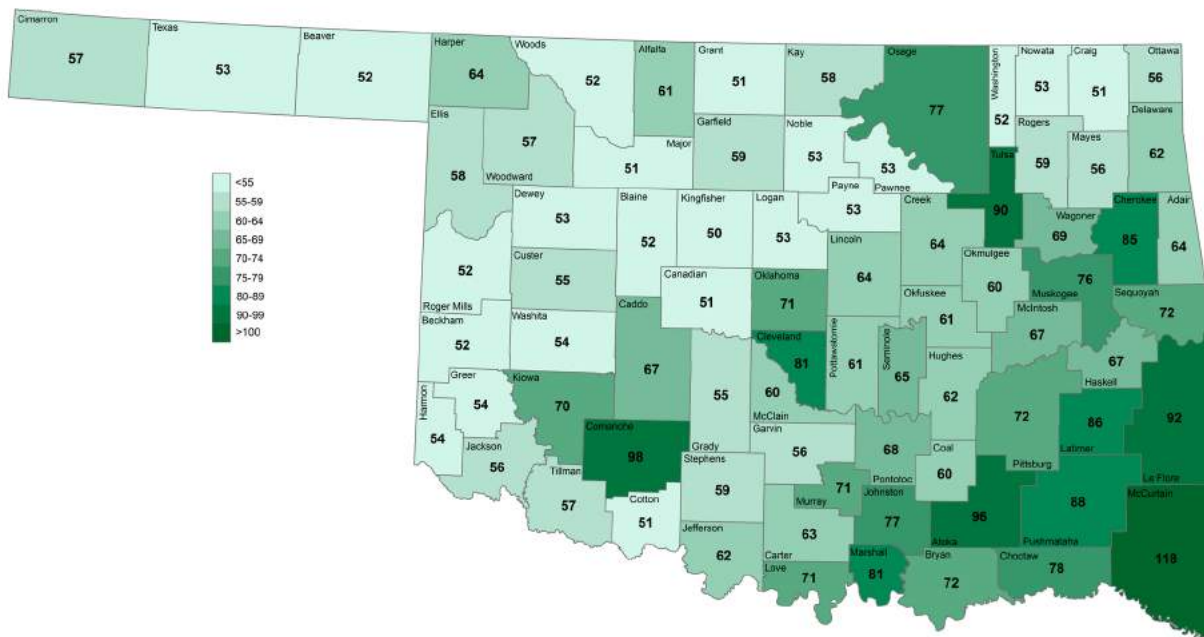 Cimarron
57
Texas
53
Beaver
52
Harper
64
Woods
52
Alfalfa
61
Grant
51
Kay
58
Osage
77
Washington
52
Nowata
53
Craig
51
Ottawa
56
Ellis
58
Woodward
57
Major
51
Garfield
59
Noble
53
Pawnee
53
Rogers
59
Mayes
56
Delaware
62
<55
55-59
60-64
65-69
70-74
75-79
80-89
90-99
>100
Dewey
53
Blaine
52
Kingfisher
50
Logan
53
Payne
53
Creek
64
Tulsa
90
Wagoner
69
Cherokee
85
Adair
64
Roger Mills
52
Custer
55
Canadian
51
Oklahoma
71
Lincoln
64
Okfuskee
61
Okmulgee
60
Muskogee
76
McIntosh
67
Sequoyah
72
Beckham
52
Washita
54
Caddo
67
Grady
55
McClain
60
Cleveland
81
Pottawatomie
61
Seminole
65
Hughes
62
Haskell
67
Harmon
54
Greer
54
Kiowa
70
Comanche
98
Garvin
56
Pontotoc
68
Coal
60
Pittsburg
72
Latimer
86
Le Flore
92
Jackson
56
Tillman
57
Cotton
51
Stephens
59
Murray
71
Johnston
77
Atoka
96
Pushmataha
88
McCurtain
118
Jefferson
62
Carter
63
Love
71
Marshall
81
Bryan
72
Choctaw
78